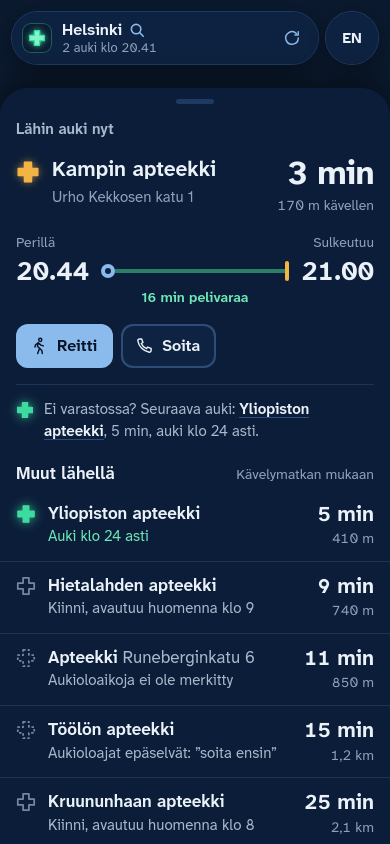 Helsinki
2 auki klo 20.41
EN
Lähin auki nyt
Kampin apteekki
3 min
Urho Kekkosen katu 1
170 m kävellen
Perillä
Sulkeutuu
20.44
21.00
16 min pelivaraa
Reitti
Soita
Ei varastossa? Seuraava auki: Yliopiston
apteekki, 5 min, auki klo 24 asti.
Muut lähellä
Kävelymatkan mukaan
Yliopiston apteekki
5 min
Auki klo 24 asti
410 m
Hietalahden apteekki
9 min
Kiinni, avautuu huomenna klo 9
740 m
Apteekki Runeberginkatu 6
11 min
Aukioloaikoja ei ole merkitty
850 m
Töölön apteekki
15 min
Aukioloajat epäselvät: ”soita ensin”
1,2 km
Kruununhaan apteekki
25 min
Kiinni, avautuu huomenna klo 8
2,1 km